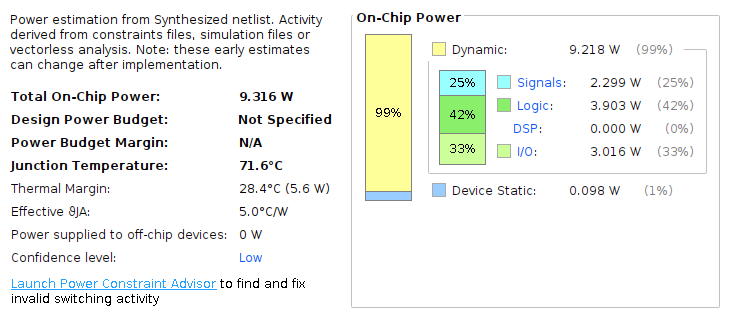 Power estimation from Synthesized netlist. Activity
derived from constraints files, simulation files or
vectorless analysis. Note: these early estimates
can change after implementation.
Total On-Chip Power: 9.316 W
Design Power Budget: Not Specified
Power Budget Margin: N/A
Junction Temperature: 71.6°C
Thermal Margin: 28.4°C (5.6 W)
Effective ϑJA: 5.0°C/W
Power supplied to off-chip devices: 0 W
Confidence level: Low
Launch Power Constraint Advisor to find and fix
invalid switching activity
On-Chip Power
99%
Dynamic: 9.218 W (99%)
25% Signals: 2.299 W (25%)
42% Logic: 3.903 W (42%)
DSP: 0.000 W (0%)
33% I/O: 3.016 W (33%)
Device Static: 0.098 W (1%)